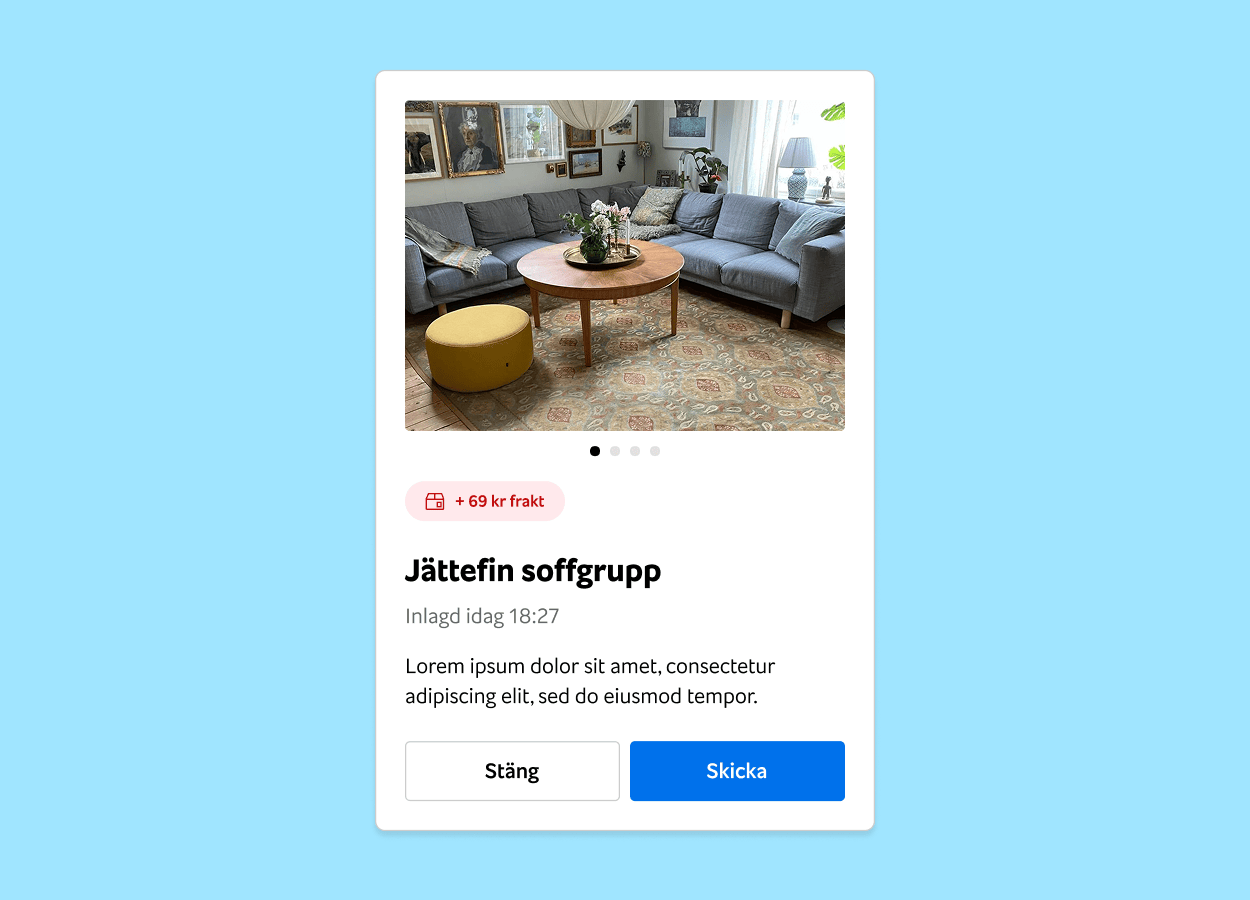 + 69 kr frakt
Jättefin soffgrupp
Inlagd idag 18:27
Lorem ipsum dolor sit amet, consectetur
adipiscing elit, sed do eiusmod tempor.
Stäng
Skicka